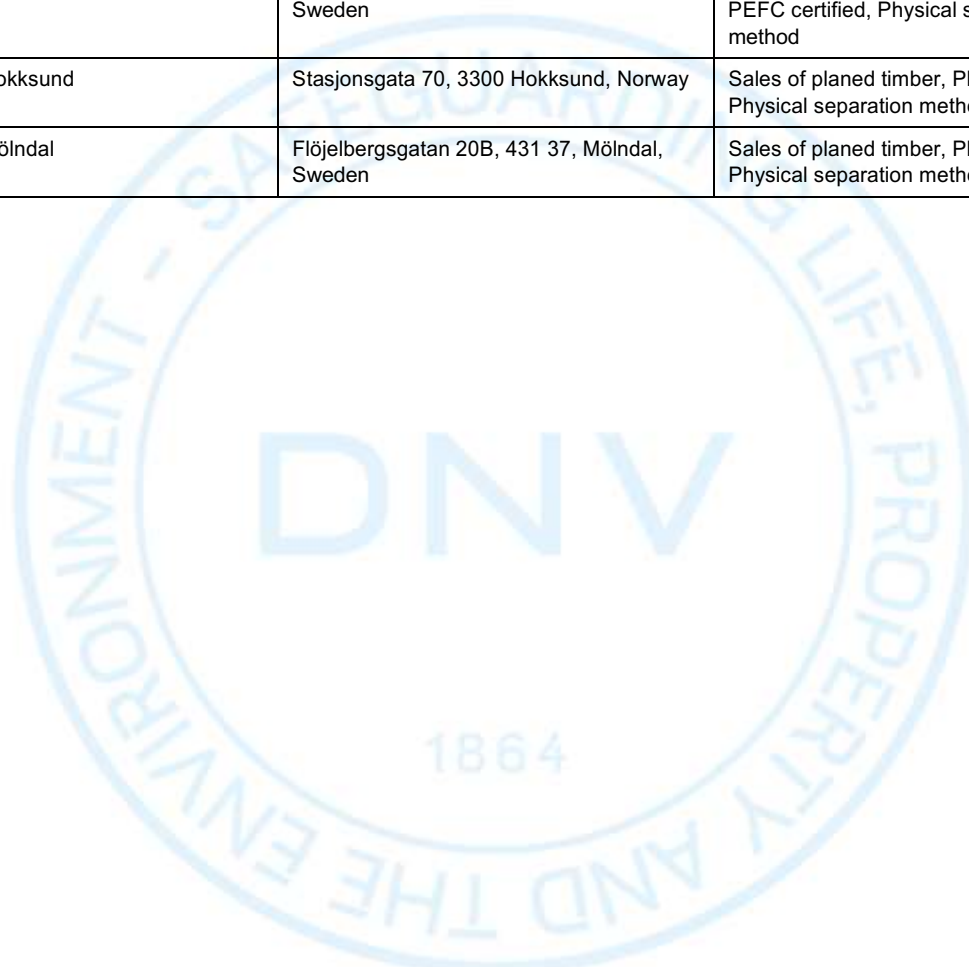 Sweden
PEFC certified, Physical s
method
okksund
Stasjonsgata 70, 3300 Hokksund, Norway
Sales of planed timber, P
Physical separation meth
ölndal
Flöjelbergsgatan 20B, 431 37, Mölndal,
Sweden
Sales of planed timber, P
Physical separation meth
SAFEGUARDING LIFE, PROPERTY AND THE ENVIRONMENT -
DNV
1864